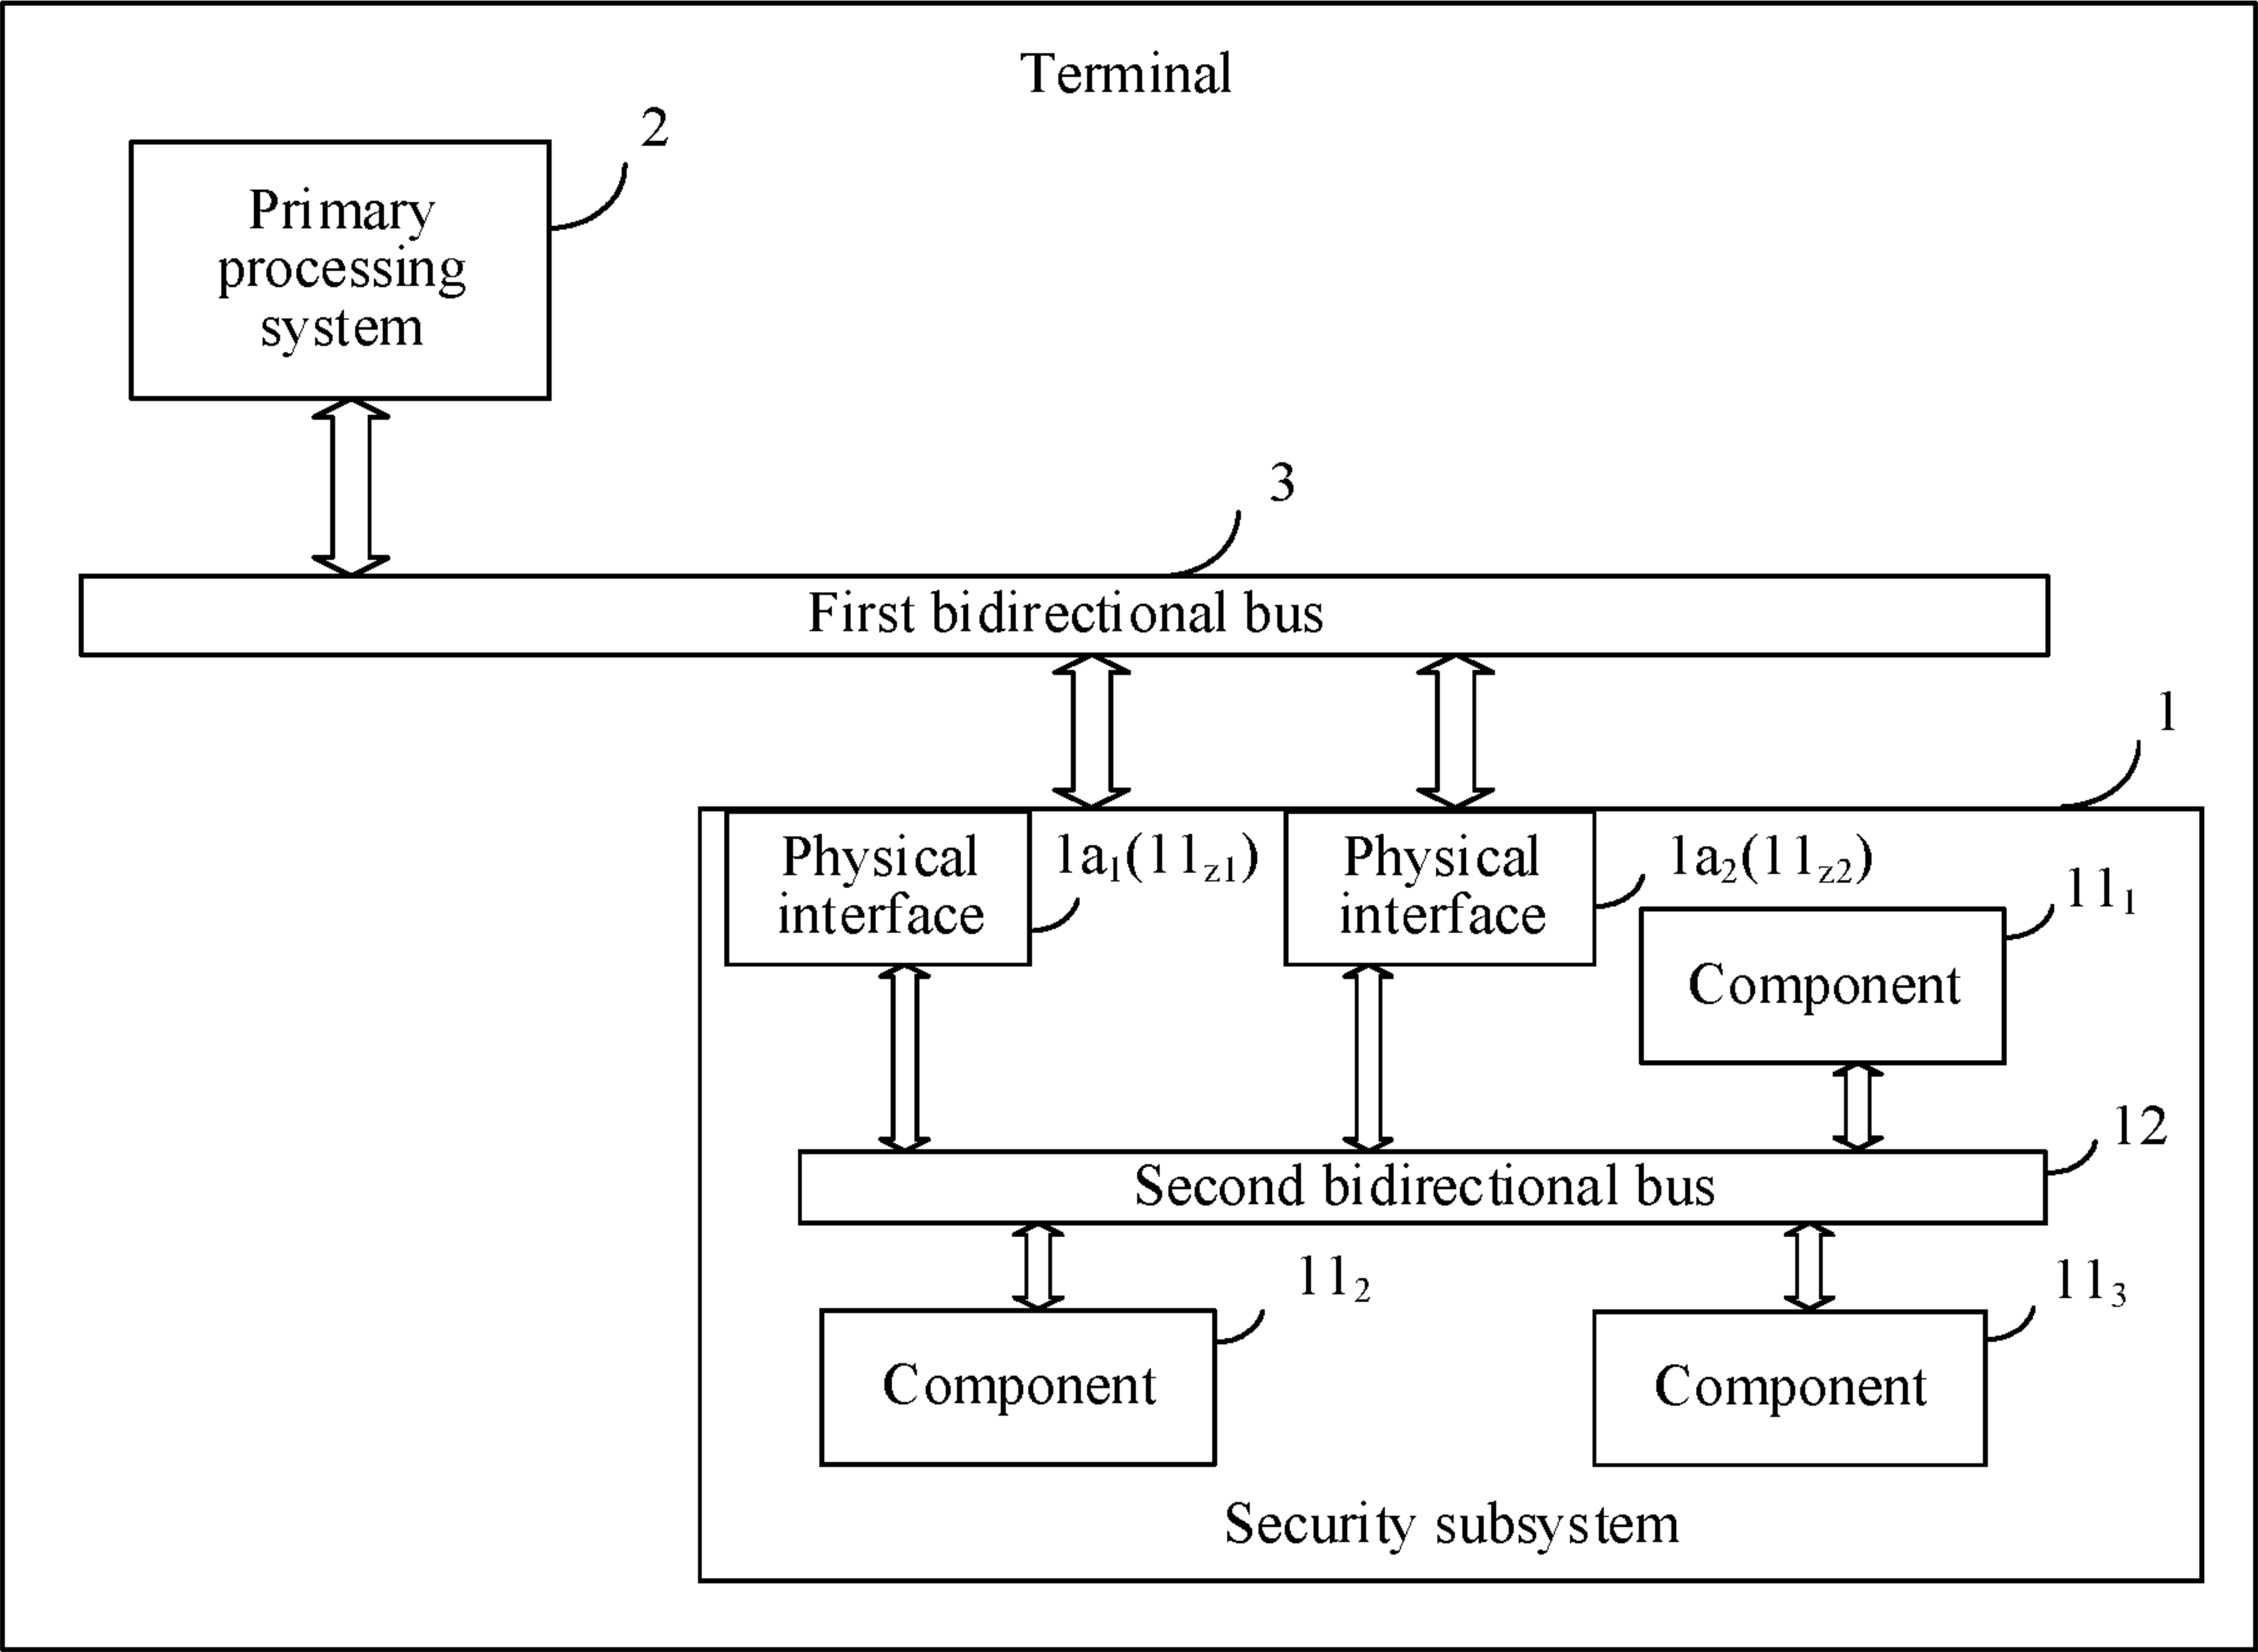 Terminal
2
Primary
processing
system
3
First bidirectional bus
1
Physical
interface
1a₁(11z1)
Physical
interface
1a₂(11z2)
11₁
Component
12
Second bidirectional bus
11₂
11₃
Component
Component
Security subsystem